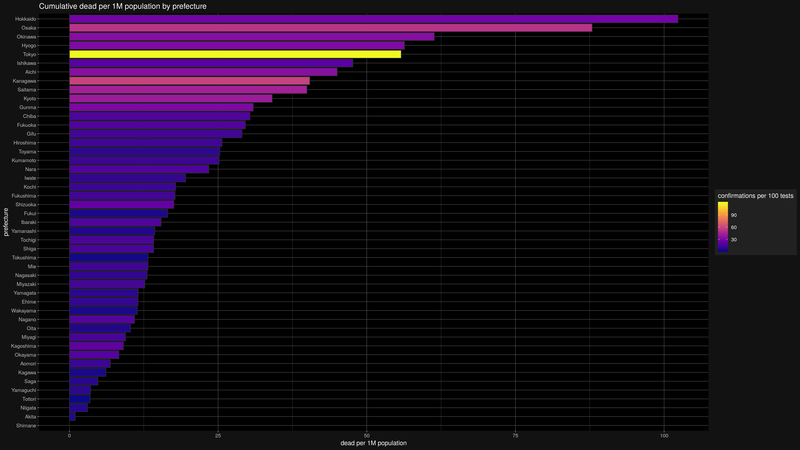 Cumulative dead per 1M population by prefecture
Hokkaido
Osaka
Okinawa
Hyogo
Tokyo
Ishikawa
Aichi
Kanagawa
Saitama
Kyoto
Gunma
Chiba
Fukuoka
Gifu
Hiroshima
Toyama
Kumamoto
Nara
Iwate
Kochi
Fukushima
Shizuoka
Fukui
Ibaraki
Yamanashi
Tochigi
Shiga
Tokushima
Mie
Nagasaki
Miyazaki
Yamagata
Ehime
Wakayama
Nagano
Oita
Miyagi
Kagoshima
Okayama
Aomori
Kagawa
Saga
Yamaguchi
Tottori
Niigata
Akita
Shimane
prefecture
0 25 50 75 100
dead per 1M population
confirmations per 100 tests
90
60
30